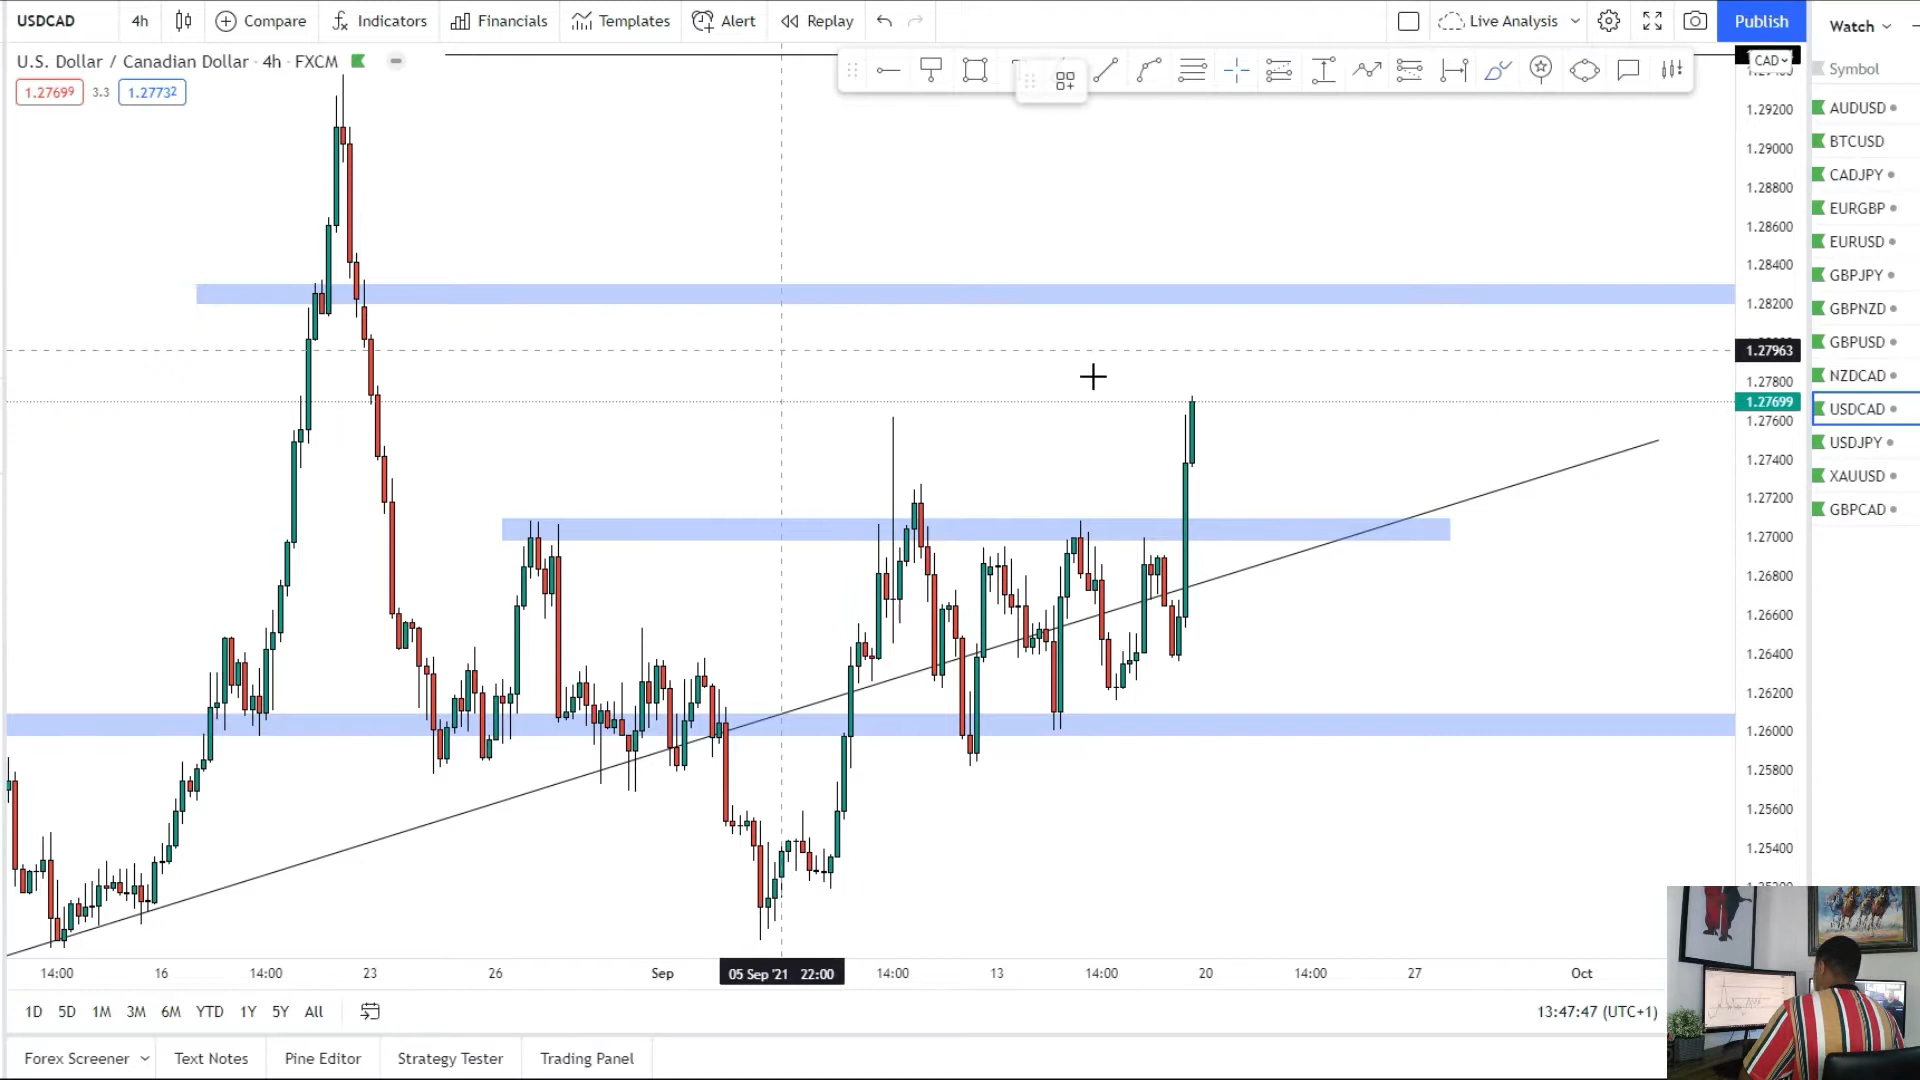 USDCAD 4h Compare Indicators Financials Templates Alert Replay Live Analysis Publish Watch
U.S. Dollar / Canadian Dollar · 4h · FXCM
1.27699 3.3 1.27732
CAD
1.29200
1.29000
1.28800
1.28600
1.28400
1.28200
1.27963
1.27800
1.27699
1.27600
1.27400
1.27200
1.27000
1.26800
1.26600
1.26400
1.26200
1.26000
1.25800
1.25600
1.25400
Symbol
AUDUSD
BTCUSD
CADJPY
EURGBP
EURUSD
GBPJPY
GBPNZD
GBPUSD
NZDCAD
USDCAD
USDJPY
XAUUSD
GBPCAD
14:00 16 14:00 23 26 Sep 05 Sep '21 22:00 14:00 13 14:00 20 14:00 27 Oct
1D 5D 1M 3M 6M YTD 1Y 5Y All 13:47:47 (UTC+1)
Forex Screener Text Notes Pine Editor Strategy Tester Trading Panel